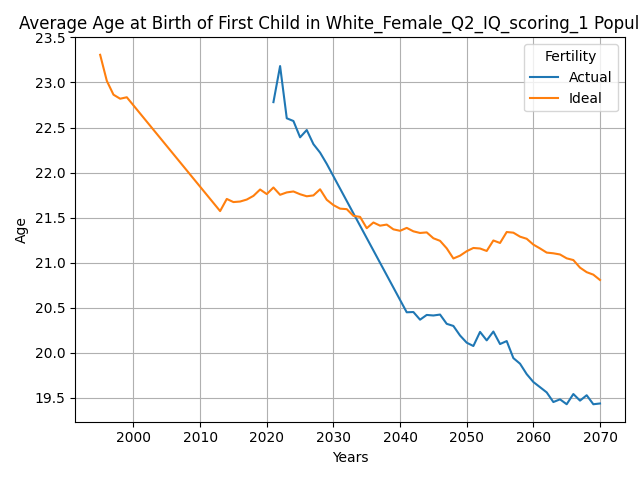 Average Age at Birth of First Child in White_Female_Q2_IQ_scoring_1 Popul
23.5
23.0
22.5
22.0
21.5
21.0
20.5
20.0
19.5
Age
Fertility
Actual
Ideal
2000 2010 2020 2030 2040 2050 2060 2070
Years